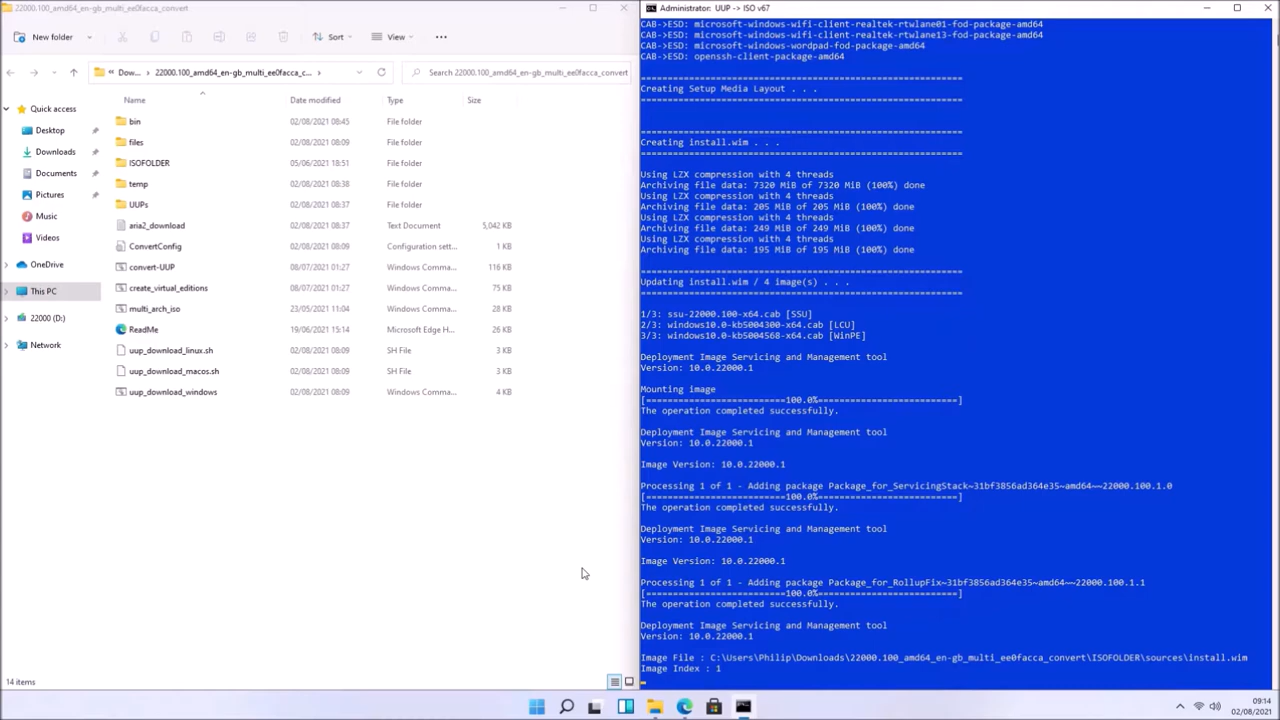 22000.100_amd64_en-gb_multi_ee0facca_convert
New folder
Sort
View
Dow...
22000.100_amd64_en-gb_multi_ee0facca_c...
Search 22000.100_amd64_en-gb_multi_ee0facca_convert
Quick access
Desktop
Downloads
Documents
Pictures
Music
Videos
OneDrive
This PC
22000 (D:)
Network
Name Date modified Type Size
bin 02/08/2021 08:45 File folder
files 02/08/2021 08:09 File folder
ISOFOLDER 05/06/2021 18:51 File folder
temp 02/08/2021 08:38 File folder
UUPs 02/08/2021 08:37 File folder
aria2_download 02/08/2021 08:37 Text Document 5,042 KB
ConvertConfig 02/08/2021 08:09 Configuration sett... 1 KB
convert-UUP 08/07/2021 01:27 Windows Comma... 116 KB
create_virtual_editions 08/07/2021 01:27 Windows Comma... 75 KB
multi_arch_iso 23/05/2021 11:04 Windows Comma... 28 KB
ReadMe 19/06/2021 15:14 Microsoft Edge H... 26 KB
uup_download_linux.sh 02/08/2021 08:09 SH File 3 KB
uup_download_macos.sh 02/08/2021 08:09 SH File 3 KB
uup_download_windows 02/08/2021 08:09 Windows Comma... 4 KB
14 items
Administrator: UUP -> ISO v67
CAB->ESD: microsoft-windows-wifi-client-realtek-rtwlane01-fod-package-amd64
CAB->ESD: microsoft-windows-wifi-client-realtek-rtwlane13-fod-package-amd64
CAB->ESD: microsoft-windows-wordpad-fod-package-amd64
CAB->ESD: openssh-client-package-amd64
============================================================
Creating Setup Media Layout . . .
============================================================
============================================================
Creating install.wim . . .
============================================================
Using LZX compression with 4 threads
Archiving file data: 7320 MiB of 7320 MiB (100%) done
Using LZX compression with 4 threads
Archiving file data: 205 MiB of 205 MiB (100%) done
Using LZX compression with 4 threads
Archiving file data: 249 MiB of 249 MiB (100%) done
Using LZX compression with 4 threads
Archiving file data: 195 MiB of 195 MiB (100%) done
============================================================
Updating install.wim / 4 image(s) . . .
============================================================
1/3: ssu-22000.100-x64.cab [SSU]
2/3: windows10.0-kb5004300-x64.cab [LCU]
3/3: windows10.0-kb5004568-x64.cab [WinPE]
Deployment Image Servicing and Management tool
Version: 10.0.22000.1
Mounting image
[==========================100.0%==========================]
The operation completed successfully.
Deployment Image Servicing and Management tool
Version: 10.0.22000.1
Image Version: 10.0.22000.1
Processing 1 of 1 - Adding package Package_for_ServicingStack~31bf3856ad364e35~amd64~~22000.100.1.0
[==========================100.0%==========================]
The operation completed successfully.
Deployment Image Servicing and Management tool
Version: 10.0.22000.1
Image Version: 10.0.22000.1
Processing 1 of 1 - Adding package Package_for_RollupFix~31bf3856ad364e35~amd64~~22000.100.1.1
[==========================100.0%==========================]
The operation completed successfully.
Deployment Image Servicing and Management tool
Version: 10.0.22000.1
Image File : C:\Users\Philip\Downloads\22000.100_amd64_en-gb_multi_ee0facca_convert\ISOFOLDER\sources\install.wim
Image Index : 1
09:14
02/08/2021